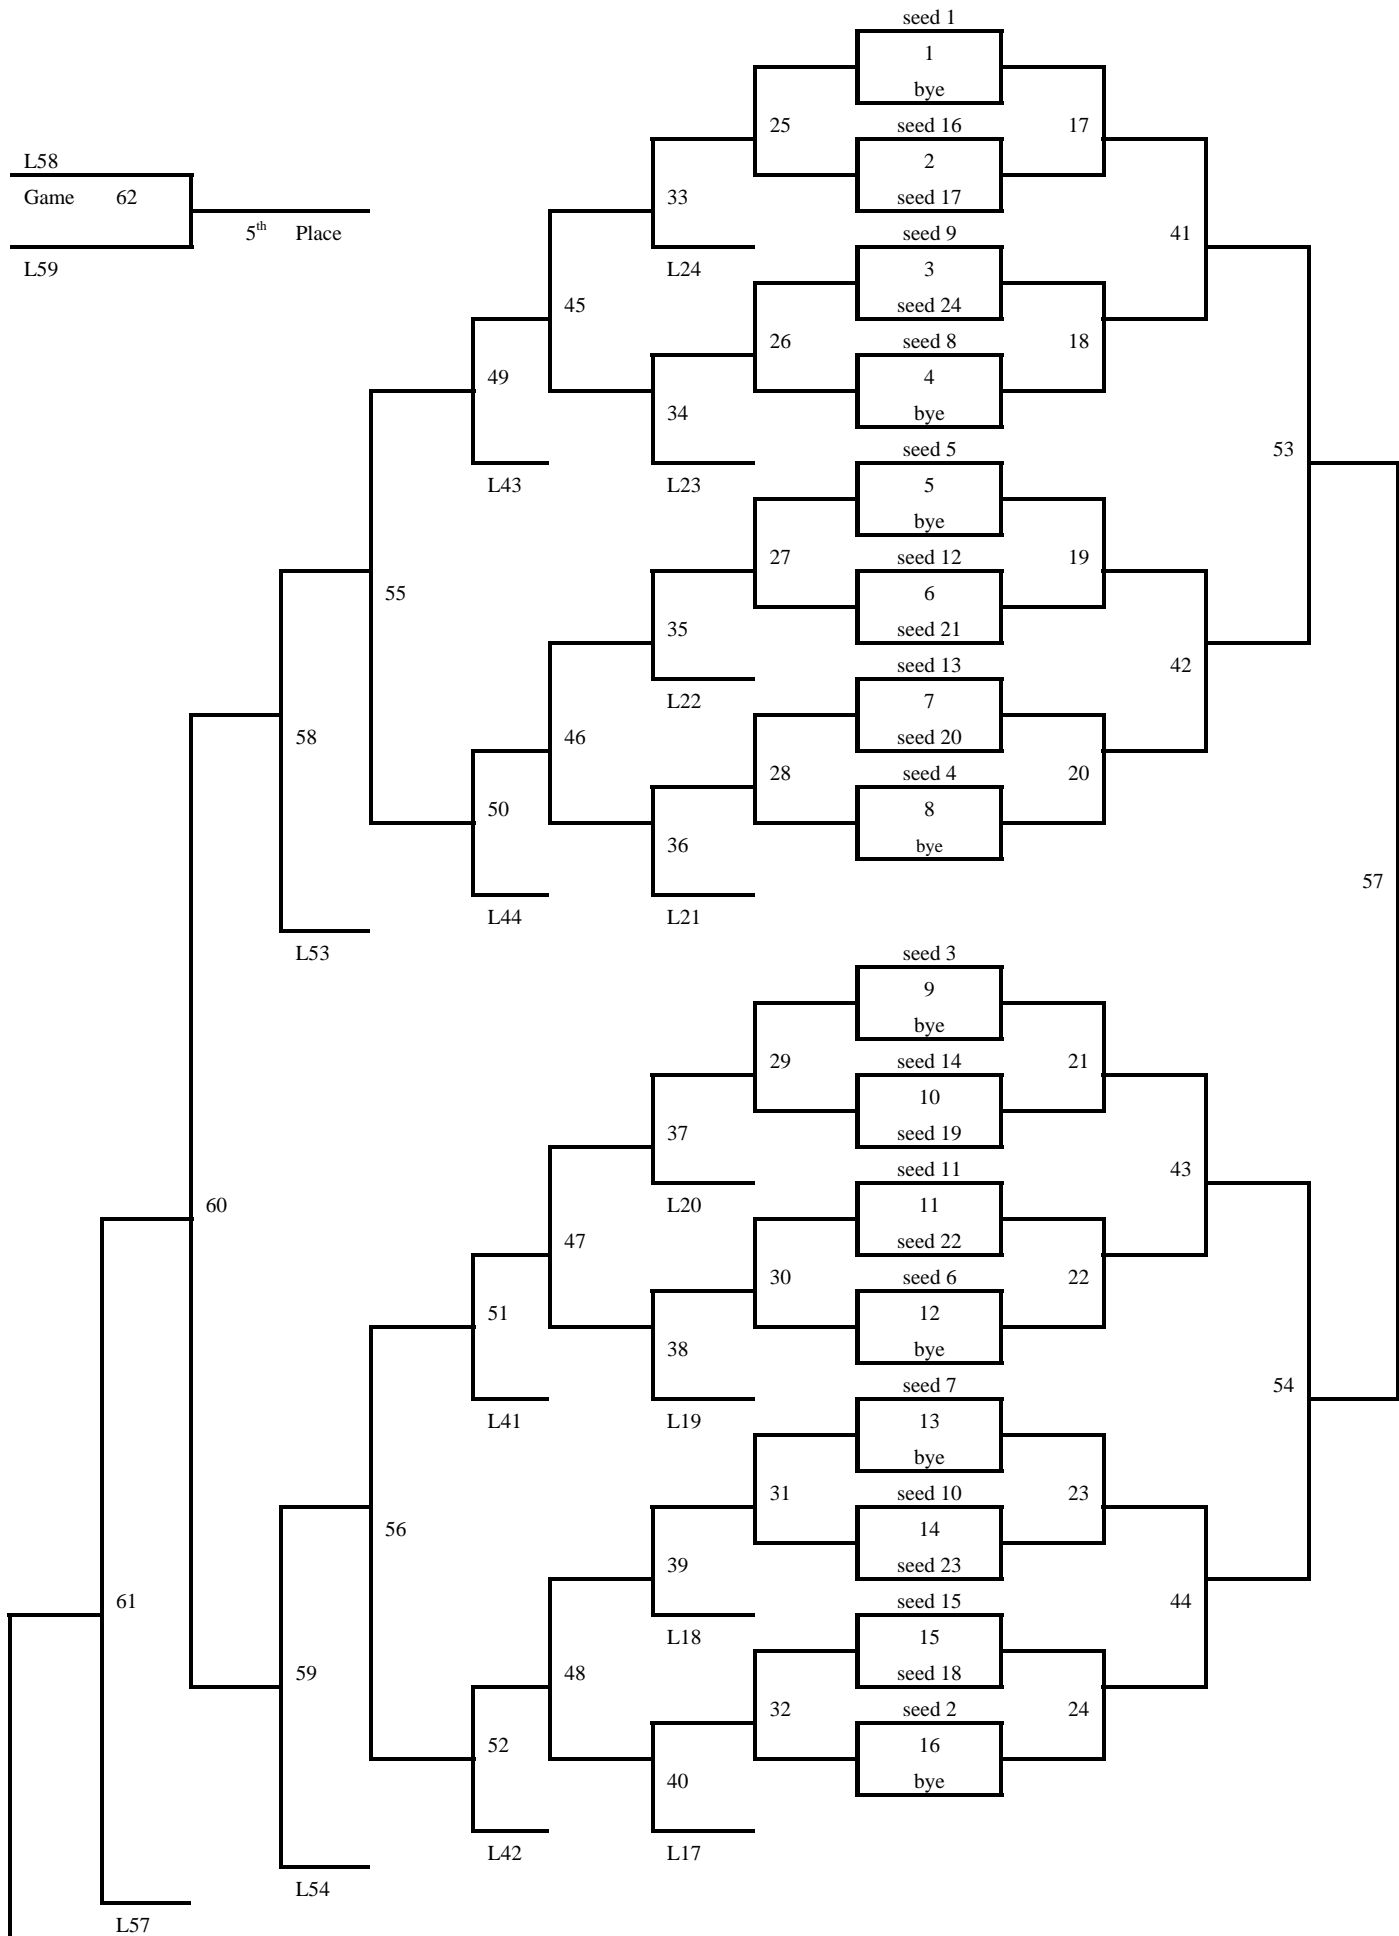 seed 1
1
bye
25
seed 16
17
L58
2
Game 62
33
seed 17
5th Place
seed 9
41
L59
L24
3
45
seed 24
26
seed 8
18
49
4
34
bye
L43
L23
seed 5
53
5
bye
27
seed 12
19
55
6
35
seed 21
L22
seed 13
42
7
58
46
seed 20
28
seed 4
20
50
8
36
bye
57
L44
L21
L53
seed 3
9
bye
29
seed 14
21
10
37
seed 19
L20
seed 11
43
60
11
47
seed 22
30
seed 6
22
51
12
38
bye
L41
L19
seed 7
54
13
bye
31
seed 10
23
56
14
39
seed 23
61
seed 15
44
L18
15
59
48
seed 18
32
seed 2
24
52
16
40
bye
L42
L17
L54
L57